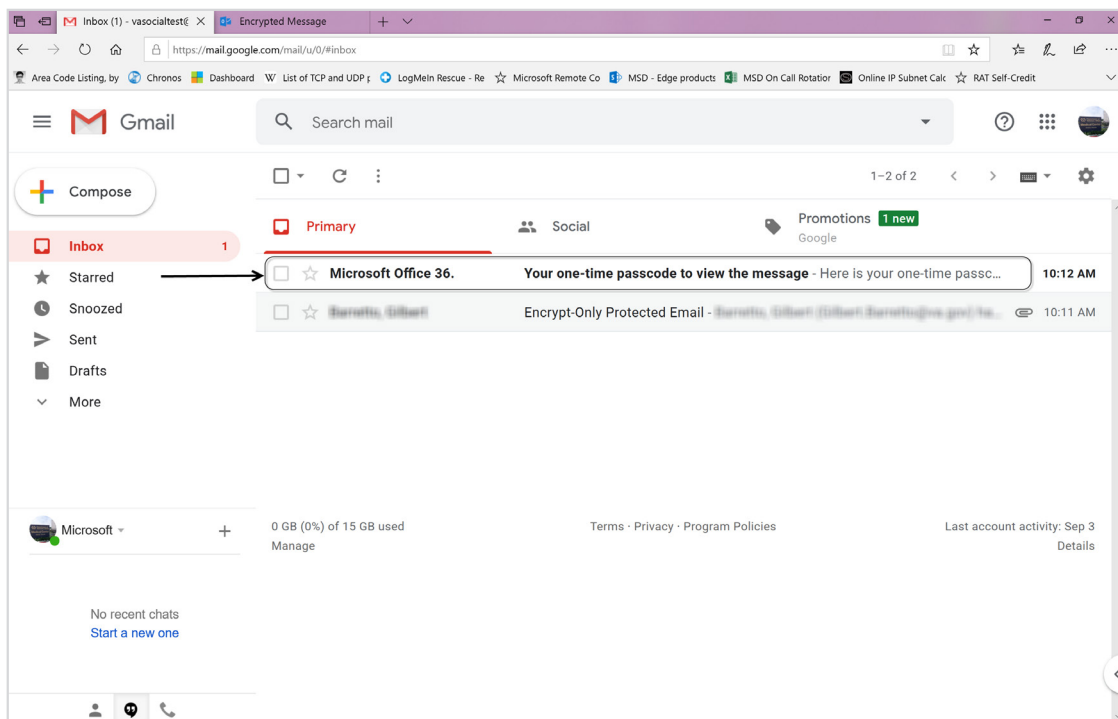 Inbox (1) - vasocialtest@ Encrypted Message
https://mail.google.com/mail/u/0/#inbox
Area Code Listing, by Chronos Dashboard W List of TCP and UDP p LogMeIn Rescue - Re Microsoft Remote Co MSD - Edge products MSD On Call Rotatior Online IP Subnet Calc RAT Self-Credit
Gmail Search mail
Compose 1–2 of 2
Primary Social Promotions 1 new
Google
Inbox 1
Starred Microsoft Office 36. Your one-time passcode to view the message - Here is your one-time passc... 10:12 AM
Snoozed Encrypt-Only Protected Email - 10:11 AM
Sent
Drafts
More
Microsoft 0 GB (0%) of 15 GB used Terms · Privacy · Program Policies Last account activity: Sep 3
Manage Details
No recent chats
Start a new one